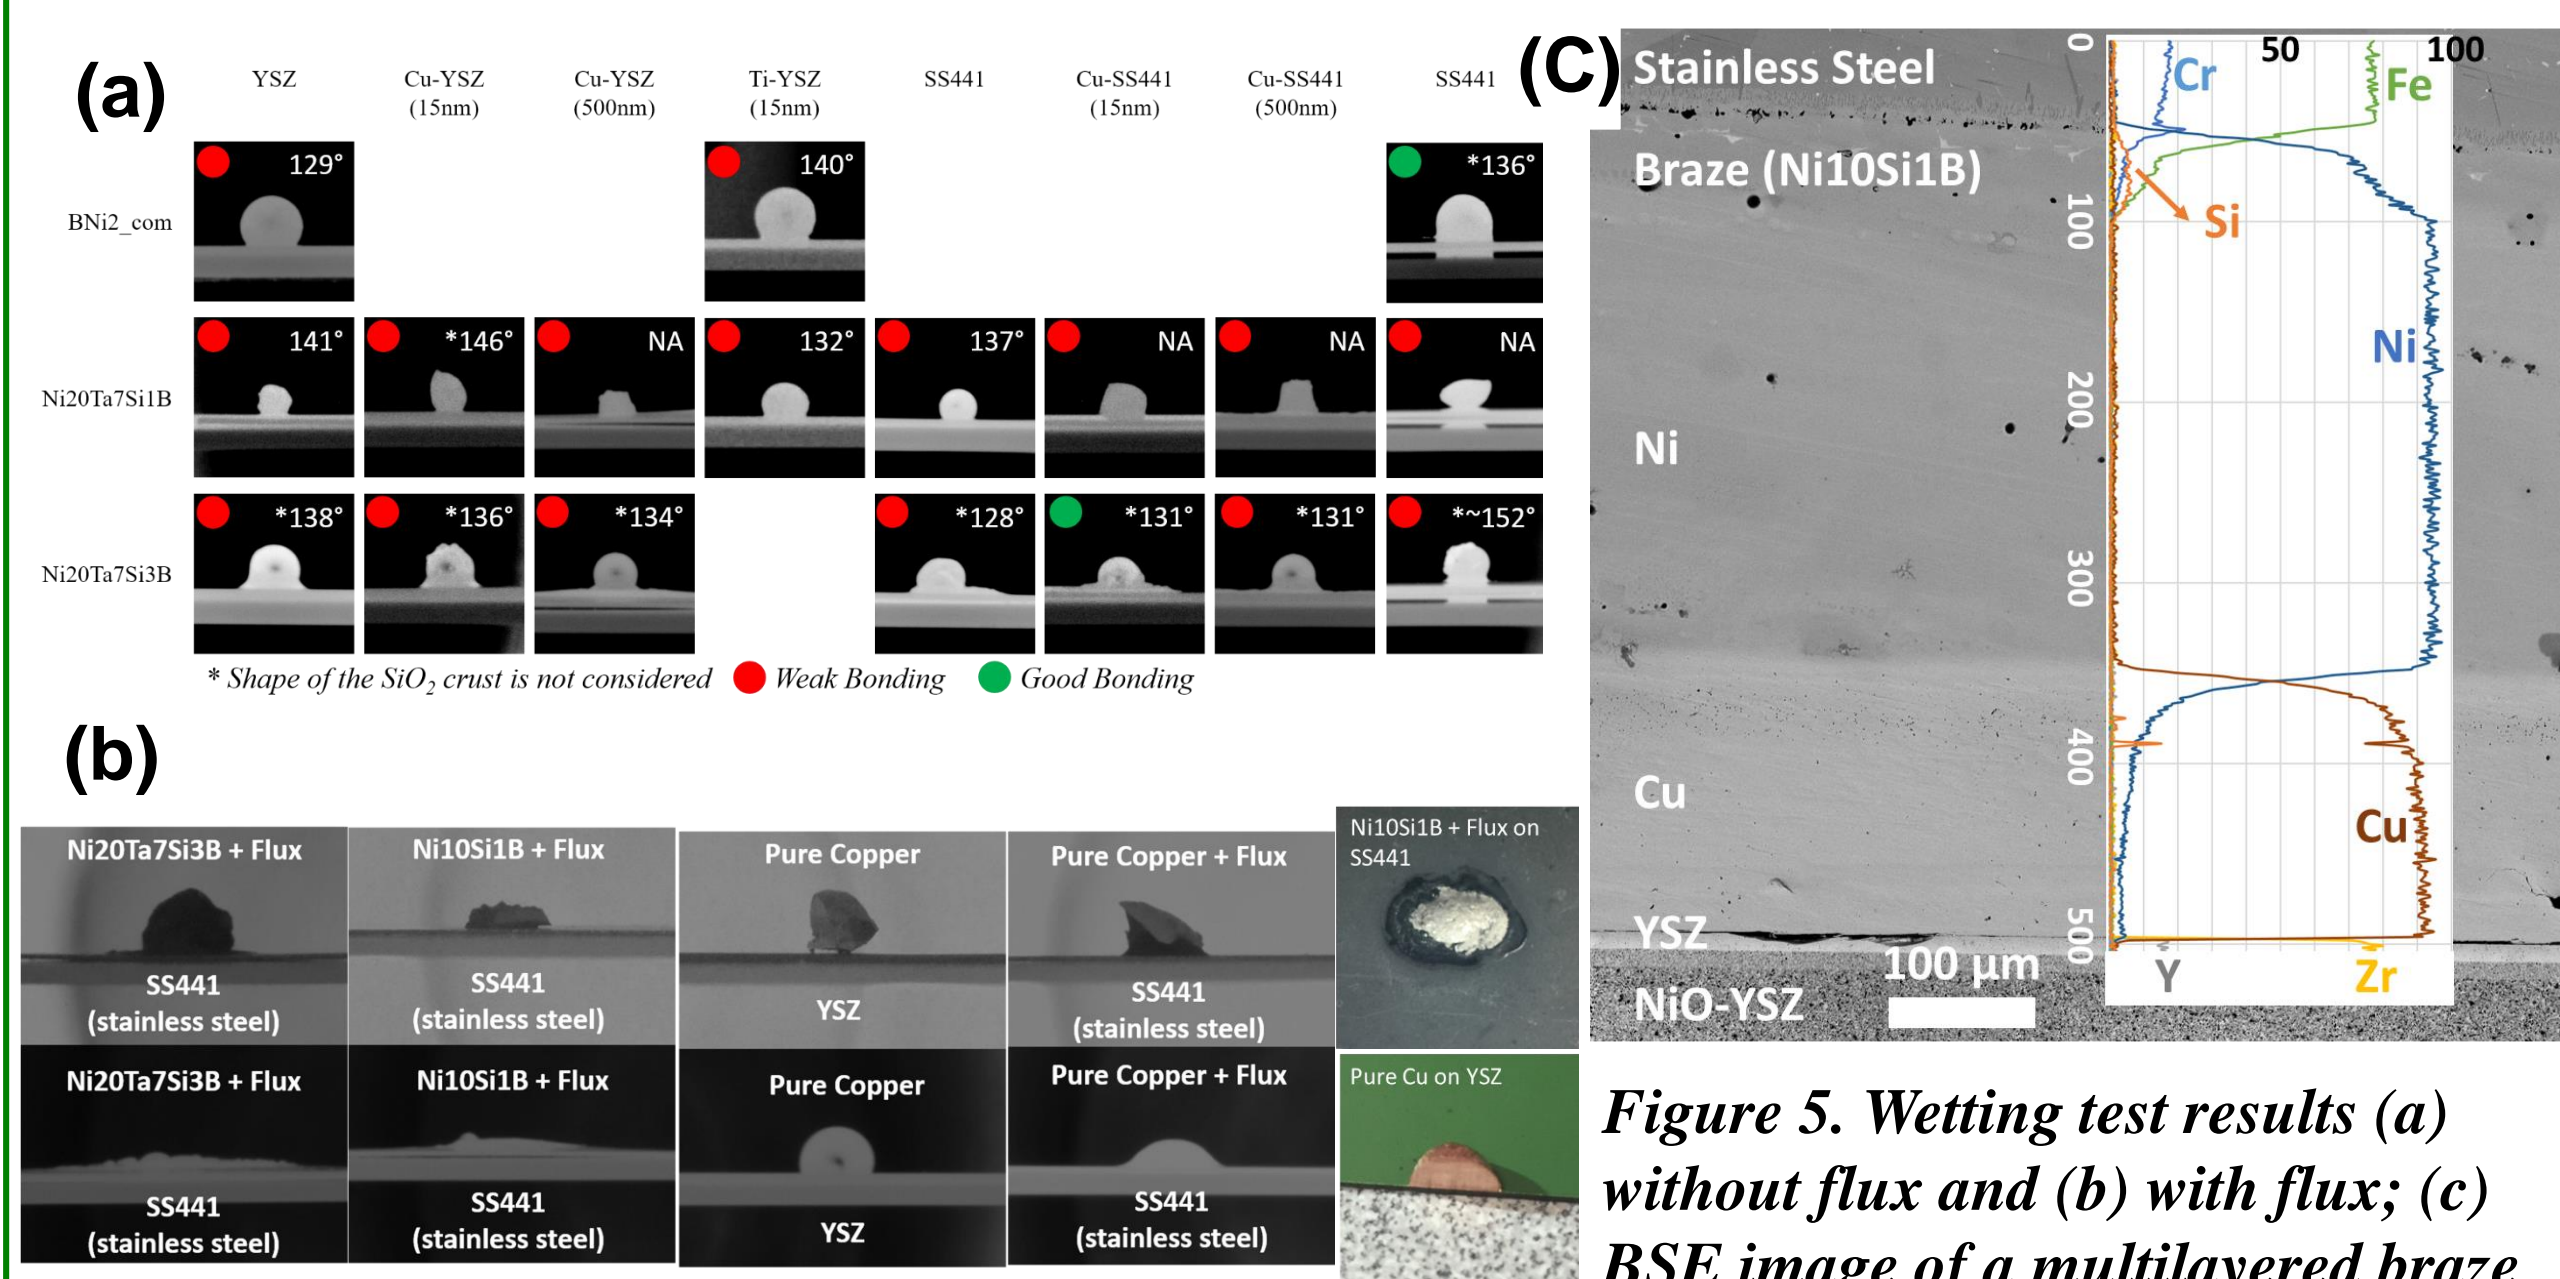 (a)
YSZ
Cu-YSZ
(15nm)
Cu-YSZ
(500nm)
Ti-YSZ
(15nm)
SS441
Cu-SS441
(15nm)
Cu-SS441
(500nm)
SS441
BNi2_com
129°
140°
*136°
Ni20Ta7Si1B
141°
*146°
NA
132°
137°
NA
NA
NA
Ni20Ta7Si3B
*138°
*136°
*134°
*128°
*131°
*131°
*~152°
* Shape of the SiO2 crust is not considered
Weak Bonding
Good Bonding
(b)
Ni20Ta7Si3B + Flux
SS441
(stainless steel)
Ni10Si1B + Flux
SS441
(stainless steel)
Pure Copper
YSZ
Pure Copper + Flux
SS441
(stainless steel)
Ni10Si1B + Flux on
SS441
Ni20Ta7Si3B + Flux
SS441
(stainless steel)
Ni10Si1B + Flux
SS441
(stainless steel)
Pure Copper
YSZ
Pure Copper + Flux
SS441
(stainless steel)
Pure Cu on YSZ
(C)
Stainless Steel
Braze (Ni10Si1B)
Ni
Cu
YSZ
NiO-YSZ
100 µm
0
100
200
300
400
500
50
100
Cr
Fe
Si
Ni
Cu
Y
Zr
Figure 5. Wetting test results (a)
without flux and (b) with flux; (c)
BSE image of a multilayered braze